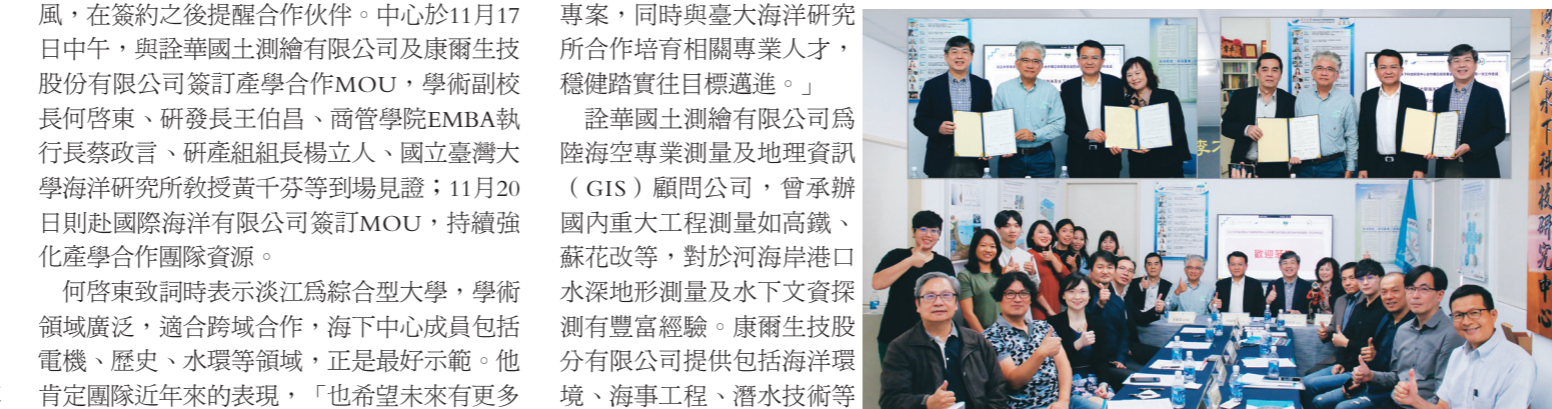 風，在簽約之後提醒合作伙伴。中心於11月17
日中午，與詮華國土測繪有限公司及康爾生技
股份有限公司簽訂產學合作MOU，學術副校
長何啓東、研發長王伯昌、商管學院EMBA執
行長蔡政言、研產組組長楊立人、國立臺灣大
學海洋研究所教授黃千芬等到場見證；11月20
日則赴國際海洋有限公司簽訂MOU，持續強
化產學合作團隊資源。
何啓東致詞時表示淡江爲綜合型大學，學術
領域廣泛，適合跨域合作，海下中心成員包括
電機、歷史、水環等領域，正是最好示範。他
肯定團隊近年來的表現，「也希望未來有更多
專案，同時與臺大海洋研究
所合作培育相關專業人才，
穩健踏實往目標邁進。」
詮華國土測繪有限公司爲
陸海空專業測量及地理資訊
（GIS）顧問公司，曾承辦
國內重大工程測量如高鐵、
蘇花改等，對於河海岸港口
水深地形測量及水下文資探
測有豐富經驗。康爾生技股
分有限公司提供包括海洋環
境、海事工程、潛水技術等
歡迎
水下科技研究中心